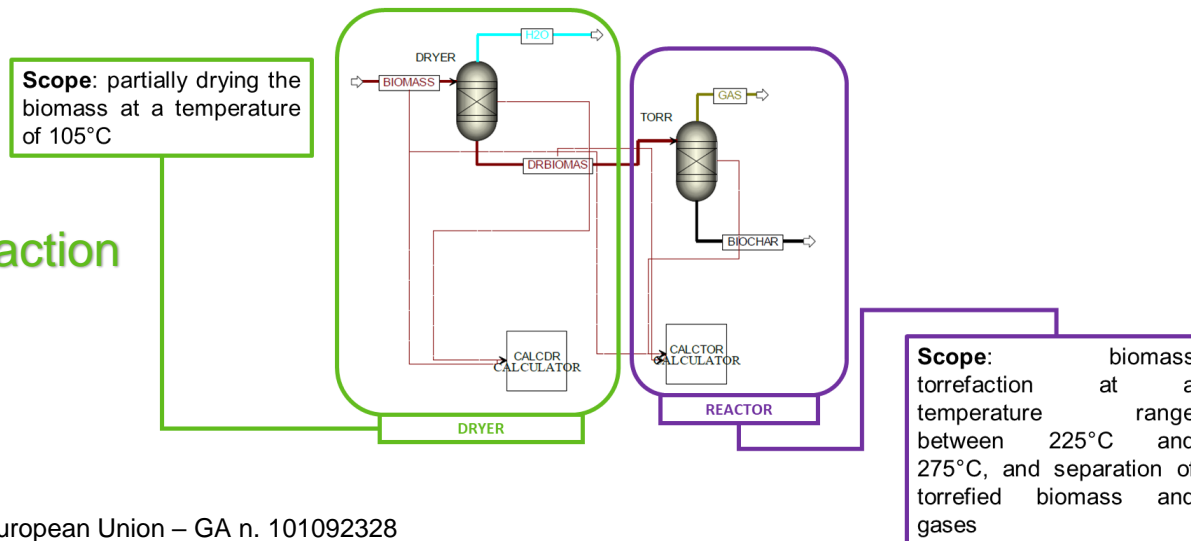 Scope: partially drying the
biomass at a temperature
of 105°C
action
H2O
DRYER
BIOMASS
DRBIOMAS
GAS
TORR
BIOCHAR
CALCDR
CALCULATOR
CALCTOR
CALCULATOR
DRYER
REACTOR
Scope: biomass
torrefaction at a
temperature range
between 225°C and
275°C, and separation of
torrefied biomass and
gases
uropean Union – GA n. 101092328